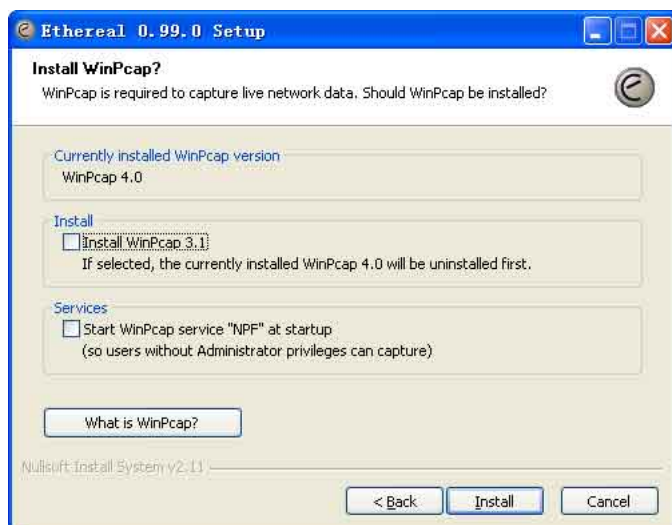 Ethereal 0.99.0 Setup
Install WinPcap?
WinPcap is required to capture live network data. Should WinPcap be installed?
Currently installed WinPcap version
WinPcap 4.0
Install
Install WinPcap 3.1
If selected, the currently installed WinPcap 4.0 will be uninstalled first.
Services
Start WinPcap service "NPF" at startup
(so users without Administrator privileges can capture)
What is WinPcap?
Nullsoft Install System v2.11
< Back
Install
Cancel